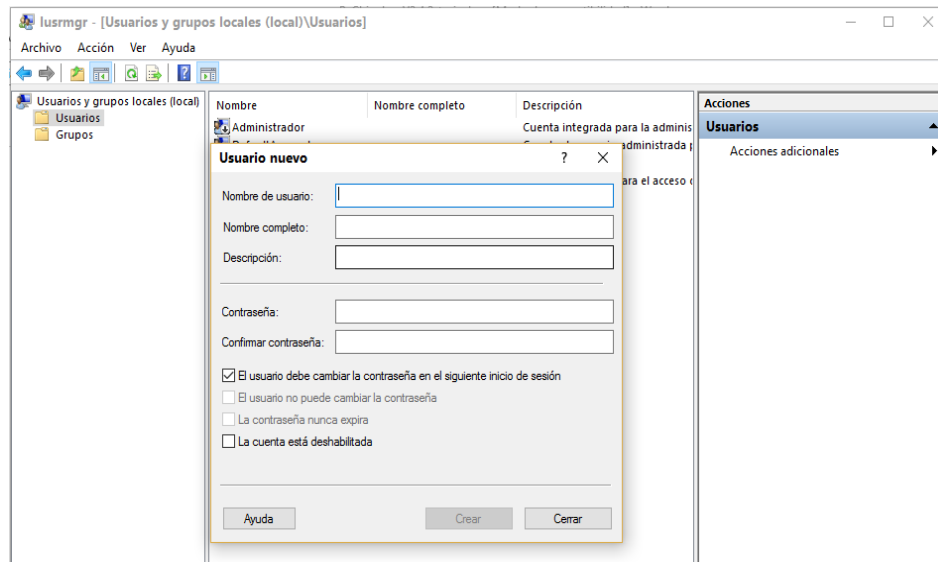 lusrmgr - [Usuarios y grupos locales (local)\Usuarios]
Archivo Acción Ver Ayuda
Usuarios y grupos locales (local)
Usuarios
Grupos
Nombre Nombre completo Descripción
Administrador Cuenta integrada para la adminis
administrada
ara el acceso
Acciones
Usuarios
Acciones adicionales
Usuario nuevo
Nombre de usuario:
Nombre completo:
Descripción:
Contraseña:
Confirmar contraseña:
El usuario debe cambiar la contraseña en el siguiente inicio de sesión
El usuario no puede cambiar la contraseña
La contraseña nunca expira
La cuenta está deshabilitada
Ayuda Crear Cerrar